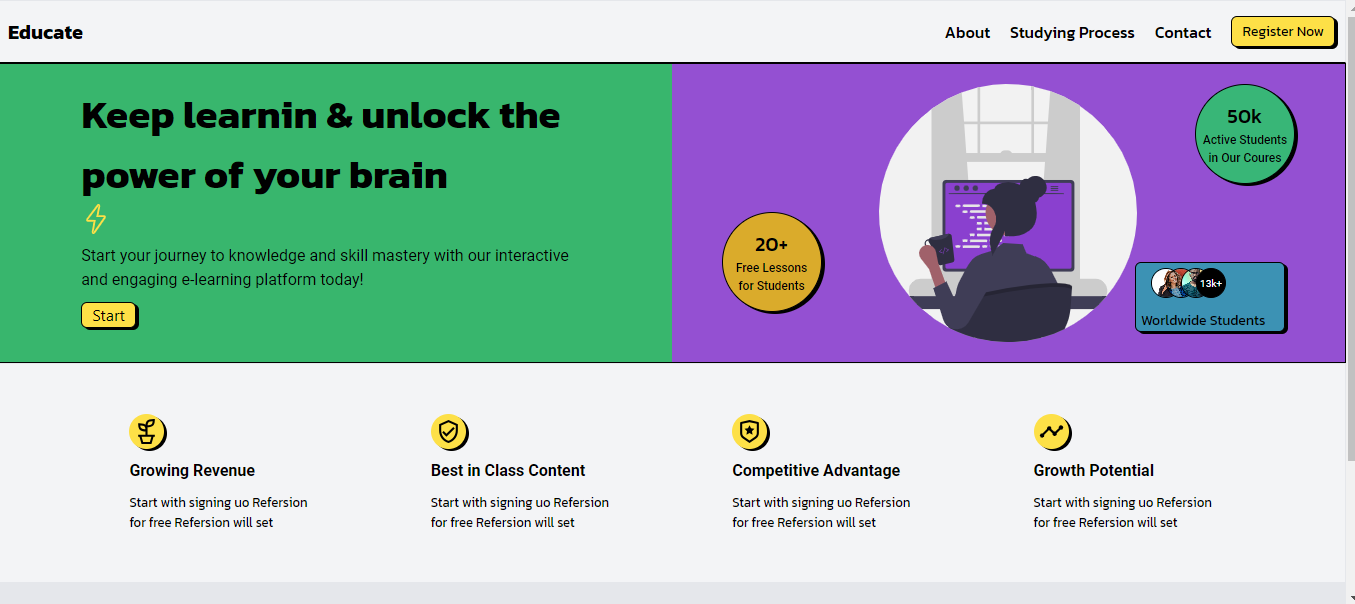 Educate
About
Studying Process
Contact
Register Now
Keep learnin & unlock the
power of your brain
Start your journey to knowledge and skill mastery with our interactive
and engaging e-learning platform today!
Start
20+
Free Lessons
for Students
50k
Active Students
in Our Coures
13k+
Worldwide Students
Growing Revenue
Start with signing uo Refersion
for free Refersion will set
Best in Class Content
Start with signing uo Refersion
for free Refersion will set
Competitive Advantage
Start with signing uo Refersion
for free Refersion will set
Growth Potential
Start with signing uo Refersion
for free Refersion will set